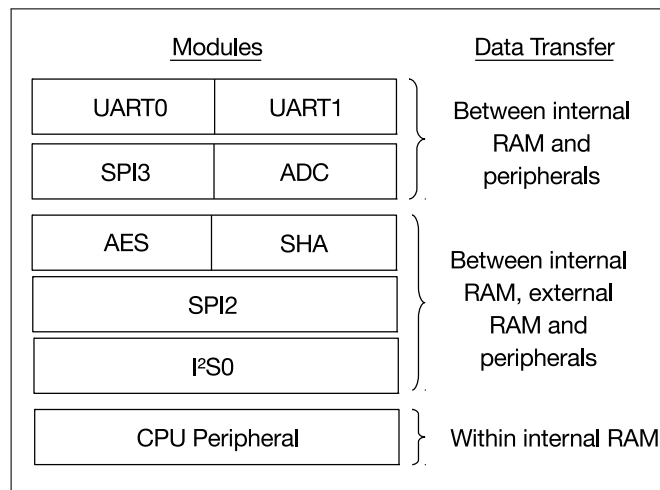 Modules Data Transfer
UART0 UART1
SPI3 ADC
Between internal
RAM and
peripherals
AES SHA
SPI2
I²S0
Between internal
RAM, external
RAM and
peripherals
CPU Peripheral
Within internal RAM